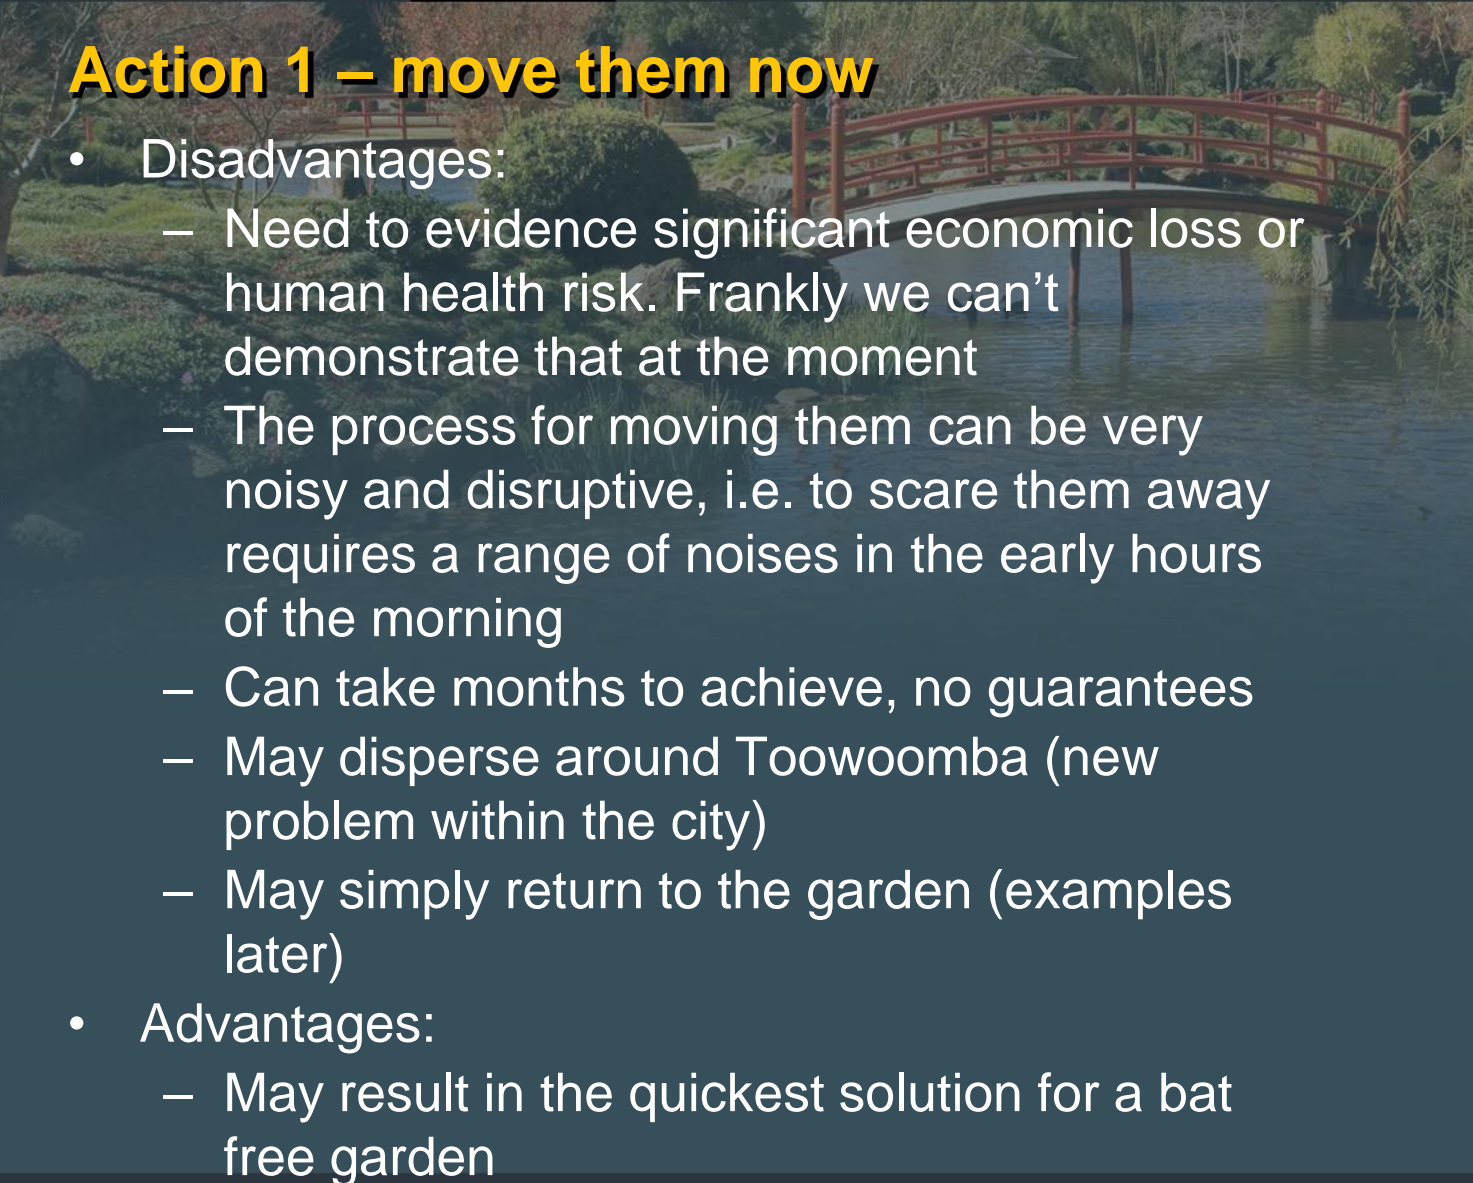 Action 1 – move them now
• Disadvantages:
– Need to evidence significant economic loss or
human health risk. Frankly we can’t
demonstrate that at the moment
– The process for moving them can be very
noisy and disruptive, i.e. to scare them away
requires a range of noises in the early hours
of the morning
– Can take months to achieve, no guarantees
– May disperse around Toowoomba (new
problem within the city)
– May simply return to the garden (examples
later)
• Advantages:
– May result in the quickest solution for a bat
free garden